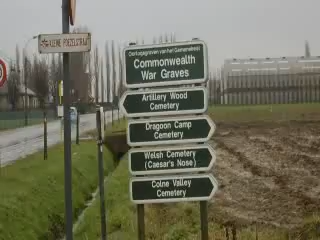 KLEINE POEZELSTRAAT
Oorlogsgraven van het Gemenebest
Commonwealth
War Graves
Artillery Wood
Cemetery
Dragoon Camp
Cemetery
Welsh Cemetery
(Caesar's Nose)
Colne Valley
Cemetery